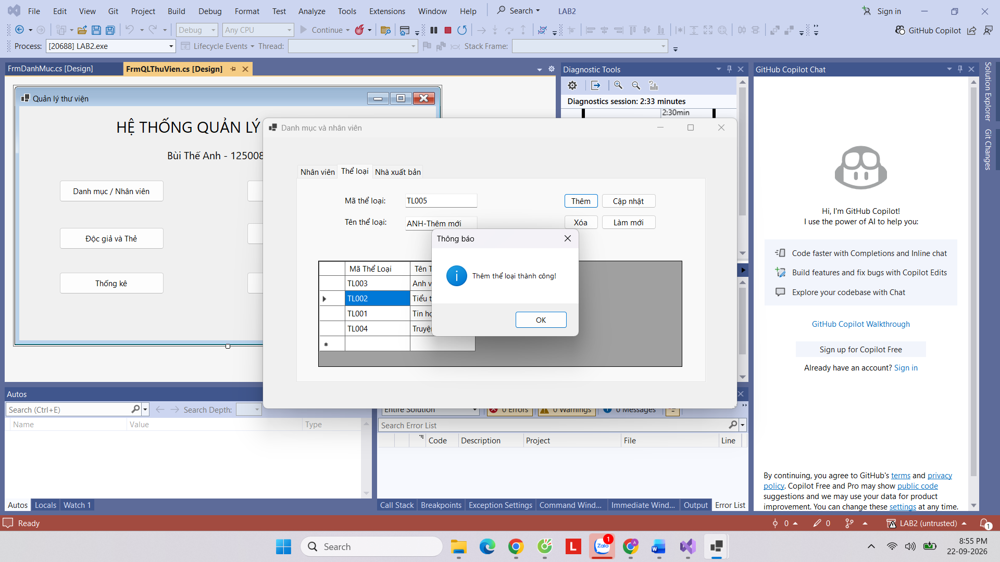 File Edit View Git Project Build Debug Format Test Analyze Tools Extensions Window Help Search LAB2 Sign in
Debug Any CPU Continue GitHub Copilot
Process: [20688] LAB2.exe Lifecycle Events Thread: Stack Frame:
FrmDanhMuc.cs [Design] FrmQLThuVien.cs [Design]
Quản lý thư viện
HỆ THỐNG QUẢN LÝ
Bùi Thế Anh - 125008
Danh mục / Nhân viên
Độc giả và Thẻ
Thống kê
Danh mục và nhân viên
Nhân viên Thể loại Nhà xuất bản
Mã thể loại: TL005 Thêm Cập nhật
Tên thể loại: ANH-Thêm mới Xóa Làm mới
Mã Thể Loại Tên T
TL003 Anh v
TL002 Tiểu t
TL001 Tin họ
TL004 Truyện
Thông báo
Thêm thể loại thành công!
OK
Diagnostic Tools
Diagnostics session: 2:33 minutes
2:30min
GitHub Copilot Chat
Hi, I'm GitHub Copilot!
I use the power of AI to help you:
Code faster with Completions and Inline chat
Build features and fix bugs with Copilot Edits
Explore your codebase with Chat
GitHub Copilot Walkthrough
Sign up for Copilot Free
Already have an account? Sign in
By continuing, you agree to GitHub's terms and privacy
policy. Copilot Free and Pro may show public code
suggestions and we may use your data for product
improvement. You can change these settings at any time.
Solution Explorer
Git Changes
Autos
Search (Ctrl+E) Search Depth:
Name Value Type
Autos Locals Watch 1
Entire Solution 0 Errors 0 Warnings 0 Messages
Search Error List
Code Description Project File Line
Call Stack Breakpoints Exception Settings Command Wind... Immediate Wind... Output Error List
Ready 0 0 LAB2 (untrusted) 1
Search L Zalo 1 A W
8:55 PM
22-09-2026